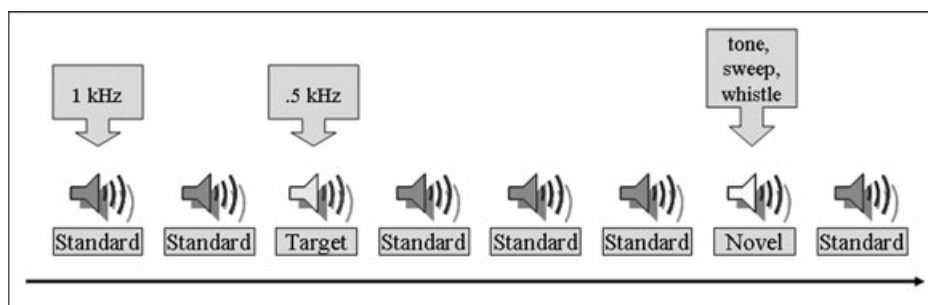 1 kHz
.5 kHz
tone,
sweep,
whistle
Standard
Standard
Target
Standard
Standard
Standard
Novel
Standard